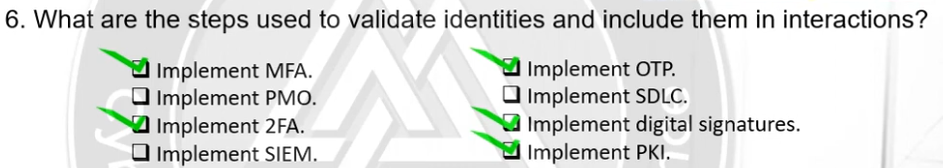 6. What are the steps used to validate identities and include them in interactions?
Implement MFA.
Implement PMO.
Implement 2FA.
Implement SIEM.
Implement OTP.
Implement SDLC.
Implement digital signatures.
Implement PKI.